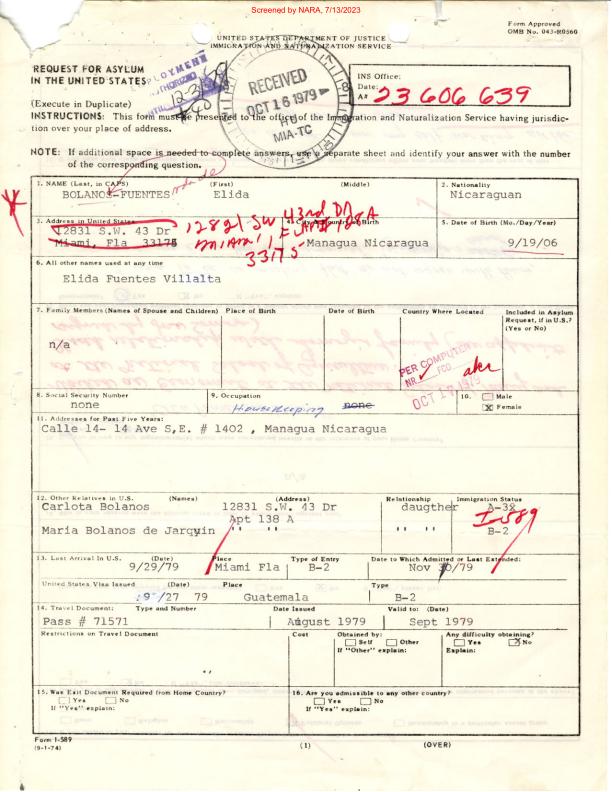 Screened by NARA, 7/13/2023
Form Approved
OMB No. 043-R0560
UNITED STATES DEPARTMENT OF JUSTICE
IMMIGRATION AND NATURALIZATION SERVICE
REQUEST FOR ASYLUM
IN THE UNITED STATES
EMPLOYMENT
AUTHORIZED
12-31-79
RECEIVED
OCT 16 1979
MIA-TC
INS Office:
Date:
A# 23 606 639
(Execute in Duplicate)
INSTRUCTIONS: This form must be presented to the office of the Immigration and Naturalization Service having jurisdic-
tion over your place of address.
NOTE: If additional space is needed to complete answers, use a separate sheet and identify your answer with the number
of the corresponding question.
1. NAME (Last, in CAPS) (First) (Middle) 2. Nationality
BOLANOS-FUENTES Elida Nicaraguan
3. Address in United States 4. City & Country of Birth 5. Date of Birth (Mo./Day/Year)
12831 S.W. 43 Dr
Miami, Fla 33175 Managua Nicaragua 9/19/06
12821 SW 43rd DR
Miami, F
33175
6. All other names used at any time
Elida Fuentes Villalta
7. Family Members (Names of Spouse and Children) Place of Birth Date of Birth Country Where Located Included in Asylum
Request, if in U.S.?
(Yes or No)
n/a
PER COMPUTER
NR FCO
OCT 17 1979
aka
8. Social Security Number 9. Occupation 10. Male
none Housekeeping none X Female
11. Addresses for Past Five Years:
Calle 14- 14 Ave S,E. # 1402 , Managua Nicaragua
12. Other Relatives in U.S. (Names) (Address) Relationship Immigration Status
Carlota Bolanos 12831 S.W. 43 Dr daugther
Apt 138 A I-589
Maria Bolanos de Jarquin " " " " B-2
13. Last Arrival In U.S. (Date) Place Type of Entry Date to Which Admitted or Last Extended:
9/29/79 Miami Fla B-2 Nov 30/79
United States Visa Issued (Date) Place Type
9 /27 79 Guatemala B-2
14. Travel Document: Type and Number Date Issued Valid to: (Date)
Pass # 71571 August 1979 Sept 1979
Restrictions on Travel Document Cost Obtained by: Any difficulty obtaining?
Self Other Yes X No
If "Other" explain: Explain:
15. Was Exit Document Required from Home Country? 16. Are you admissible to any other country?
Yes No Yes No
If "Yes" explain: If "Yes" explain:
Form I-589
(9-1-74)
(1)
(OVER)